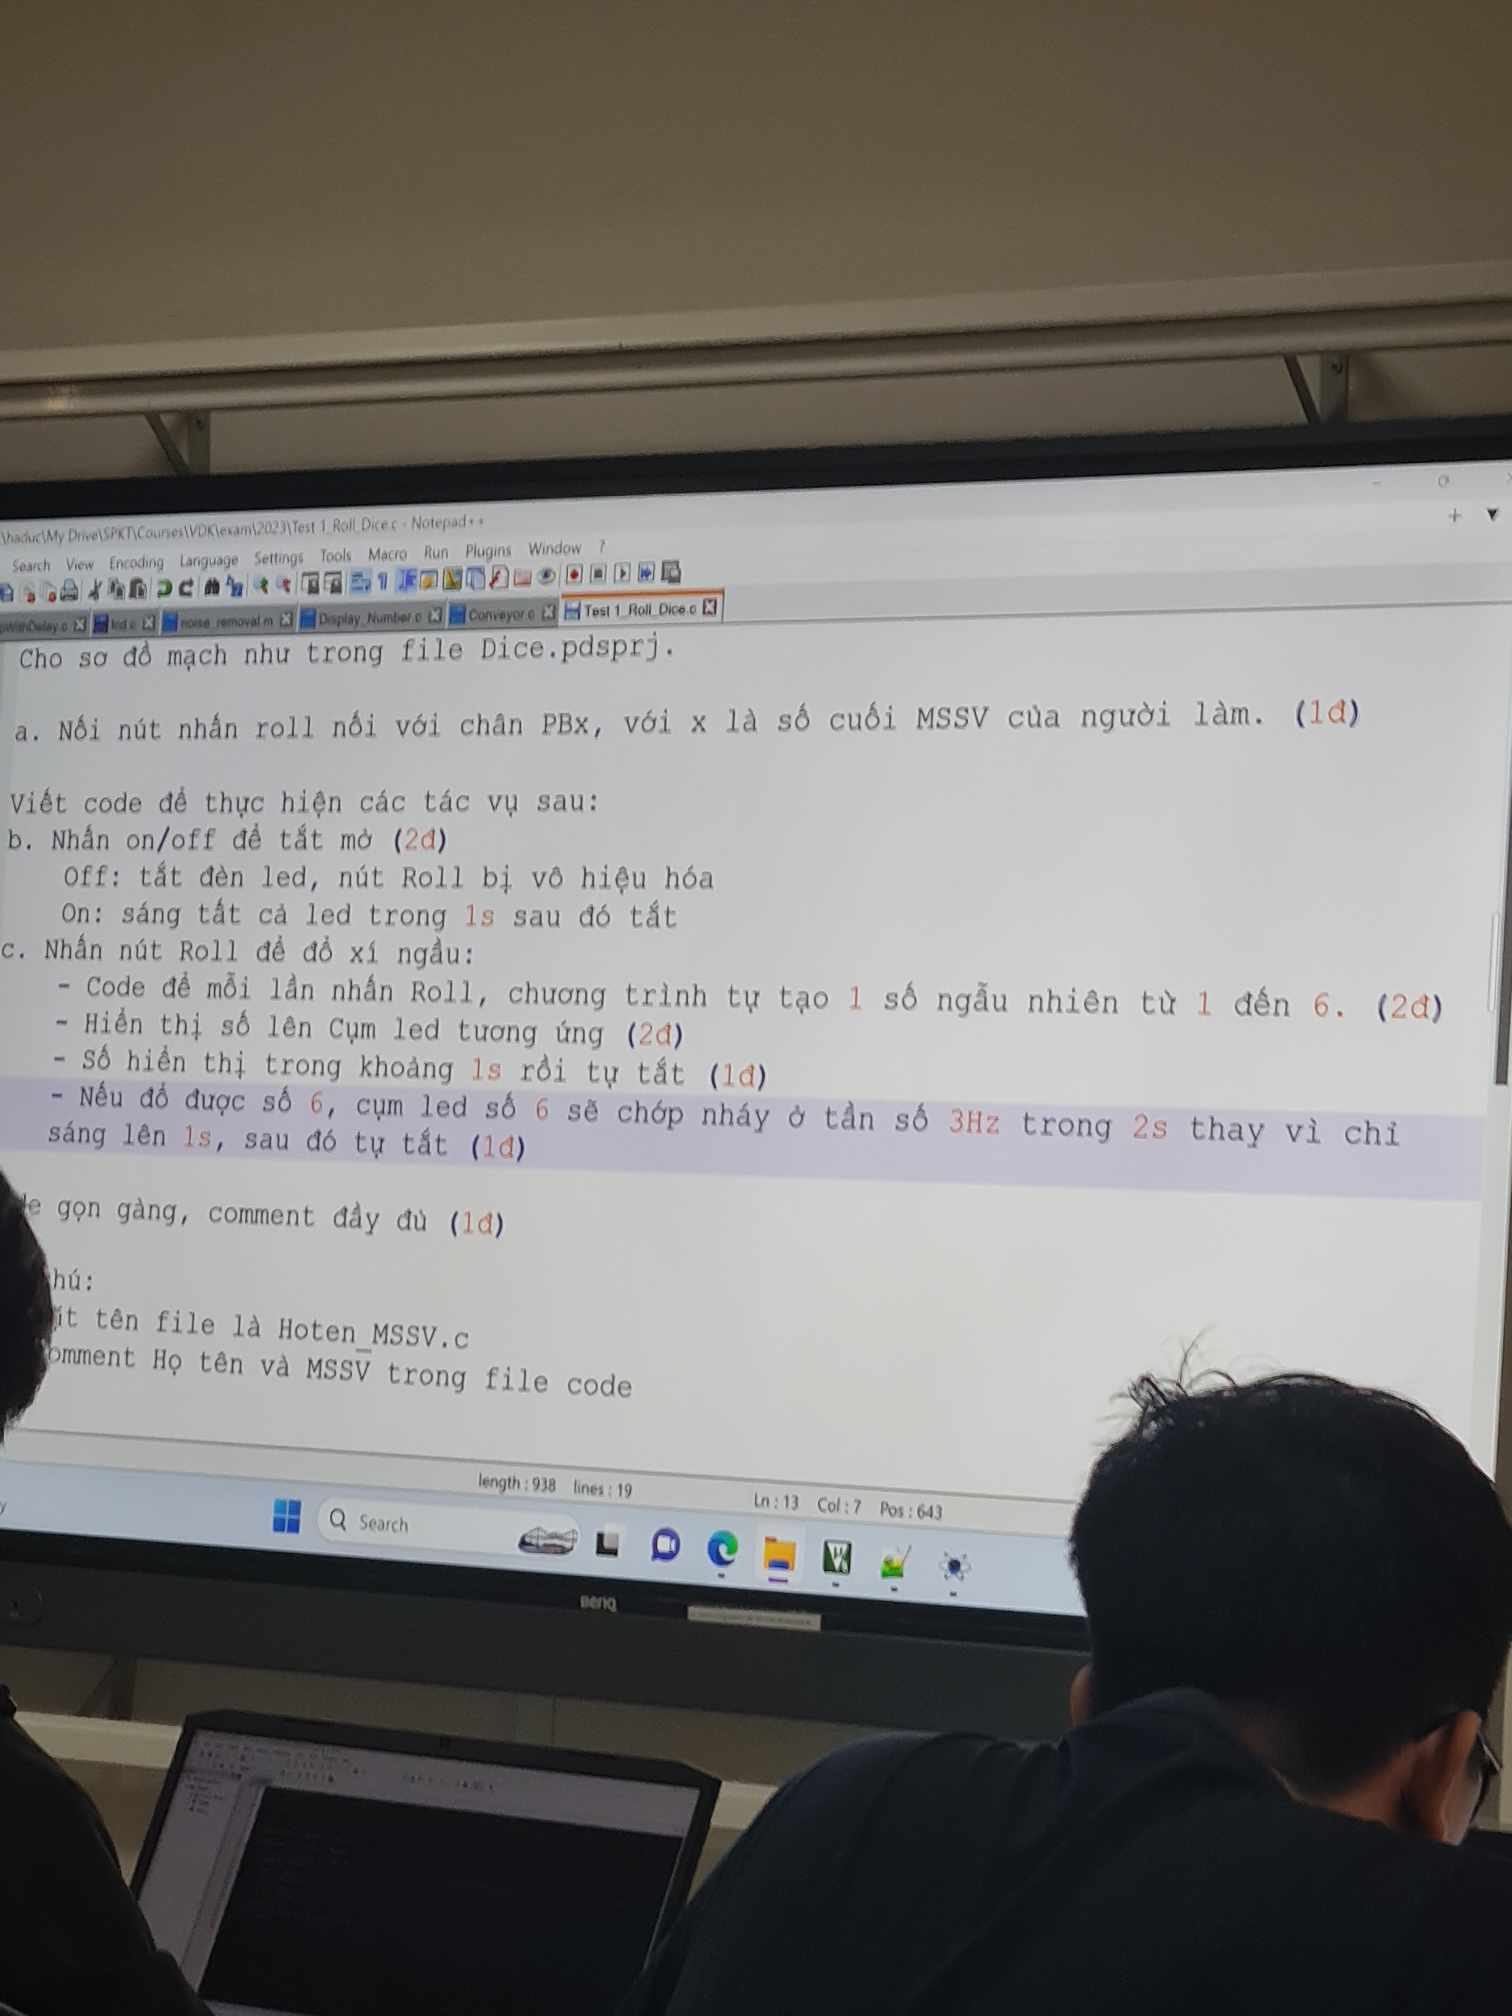 \haduc\My Drive\SPKT\Courses\VDK\exam\2023\Test 1_Roll_Dice.c - Notepad++
Search View Encoding Language Settings Tools Macro Run Plugins Window ?
lcd.c noise_removal.m Display_Number.c Conveyor.c Test 1_Roll_Dice.c
Cho sơ đồ mạch như trong file Dice.pdsprj.
a. Nối nút nhấn roll nối với chân PBx, với x là số cuối MSSV của người làm. (1đ)
Viết code để thực hiện các tác vụ sau:
b. Nhấn on/off để tắt mở (2đ)
Off: tắt đèn led, nút Roll bị vô hiệu hóa
On: sáng tất cả led trong 1s sau đó tắt
c. Nhấn nút Roll để đổ xí ngầu:
- Code để mỗi lần nhấn Roll, chương trình tự tạo 1 số ngẫu nhiên từ 1 đến 6. (2đ)
- Hiển thị số lên Cụm led tương ứng (2đ)
- Số hiển thị trong khoảng 1s rồi tự tắt (1đ)
- Nếu đổ được số 6, cụm led số 6 sẽ chớp nháy ở tần số 3Hz trong 2s thay vì chỉ
sáng lên 1s, sau đó tự tắt (1đ)
gọn gàng, comment đầy đủ (1đ)
hú:
tên file là Hoten_MSSV.c
omment Họ tên và MSSV trong file code
length : 938 lines : 19 Ln : 13 Col : 7 Pos : 643
Search
BenQ